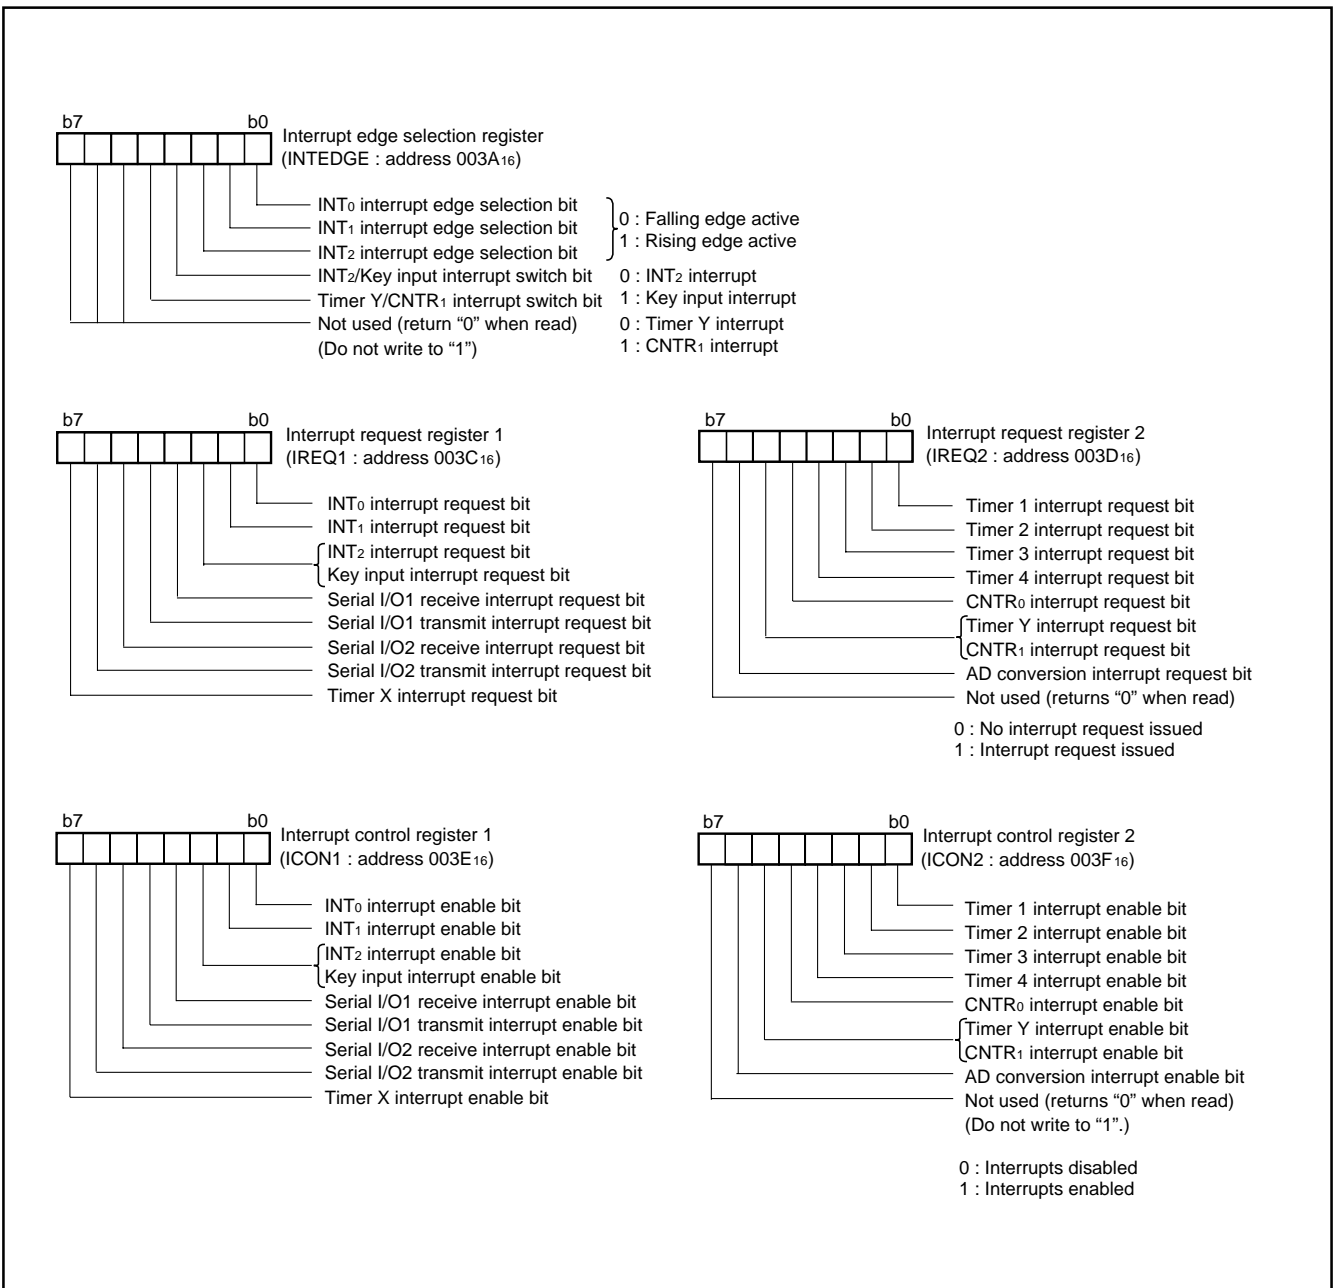 b7 b0
Interrupt edge selection register
(INTEDGE : address 003A16)
INT0 interrupt edge selection bit
INT1 interrupt edge selection bit
INT2 interrupt edge selection bit
0 : Falling edge active
1 : Rising edge active
INT2/Key input interrupt switch bit
0 : INT2 interrupt
1 : Key input interrupt
Timer Y/CNTR1 interrupt switch bit
0 : Timer Y interrupt
1 : CNTR1 interrupt
Not used (return “0” when read)
(Do not write to “1”)
b7 b0
Interrupt request register 1
(IREQ1 : address 003C16)
INT0 interrupt request bit
INT1 interrupt request bit
INT2 interrupt request bit
Key input interrupt request bit
Serial I/O1 receive interrupt request bit
Serial I/O1 transmit interrupt request bit
Serial I/O2 receive interrupt request bit
Serial I/O2 transmit interrupt request bit
Timer X interrupt request bit
b7 b0
Interrupt request register 2
(IREQ2 : address 003D16)
Timer 1 interrupt request bit
Timer 2 interrupt request bit
Timer 3 interrupt request bit
Timer 4 interrupt request bit
CNTR0 interrupt request bit
Timer Y interrupt request bit
CNTR1 interrupt request bit
AD conversion interrupt request bit
Not used (returns “0” when read)
0 : No interrupt request issued
1 : Interrupt request issued
b7 b0
Interrupt control register 1
(ICON1 : address 003E16)
INT0 interrupt enable bit
INT1 interrupt enable bit
INT2 interrupt enable bit
Key input interrupt enable bit
Serial I/O1 receive interrupt enable bit
Serial I/O1 transmit interrupt enable bit
Serial I/O2 receive interrupt enable bit
Serial I/O2 transmit interrupt enable bit
Timer X interrupt enable bit
b7 b0
Interrupt control register 2
(ICON2 : address 003F16)
Timer 1 interrupt enable bit
Timer 2 interrupt enable bit
Timer 3 interrupt enable bit
Timer 4 interrupt enable bit
CNTR0 interrupt enable bit
Timer Y interrupt enable bit
CNTR1 interrupt enable bit
AD conversion interrupt enable bit
Not used (returns “0” when read)
(Do not write to “1”.)
0 : Interrupts disabled
1 : Interrupts enabled